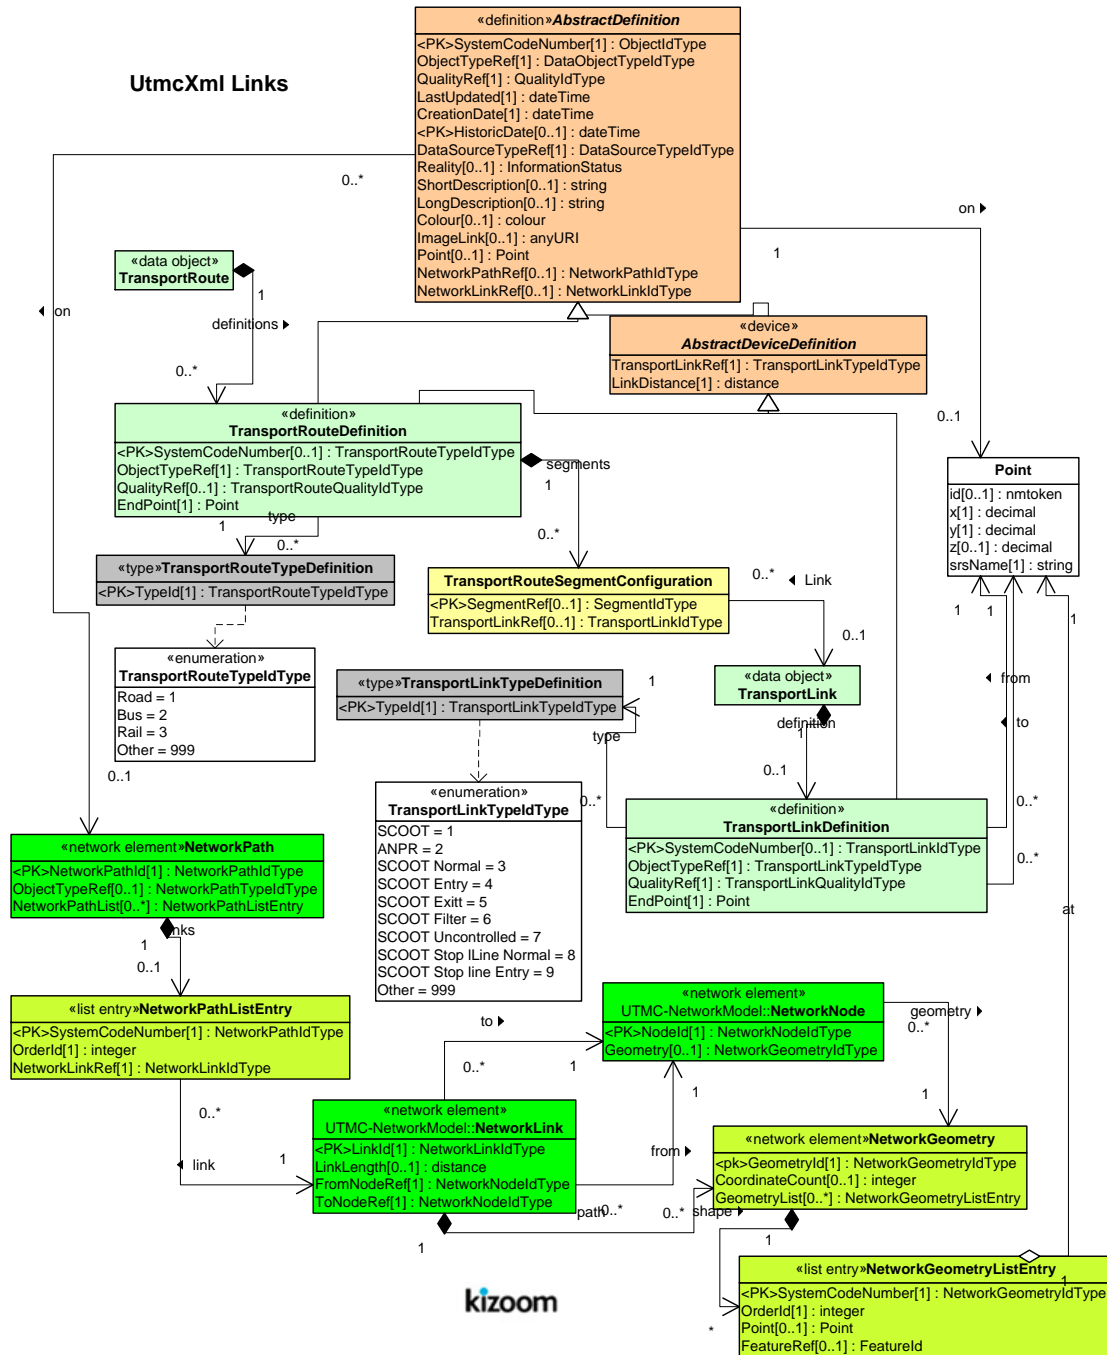 «definition»AbstractDefinition
<PK>SystemCodeNumber[1] : ObjectIdType
ObjectTypeRef[1] : DataObjectTypeIdType
QualityRef[1] : QualityIdType
LastUpdated[1] : dateTime
CreationDate[1] : dateTime
<PK>HistoricDate[0..1] : dateTime
DataSourceTypeRef[1] : DataSourceTypeIdType
Reality[0..1] : InformationStatus
ShortDescription[0..1] : string
LongDescription[0..1] : string
Colour[0..1] : colour
ImageLink[0..1] : anyURI
Point[0..1] : Point
NetworkPathRef[0..1] : NetworkPathIdType
NetworkLinkRef[0..1] : NetworkLinkIdType
UtmcXml Links
0..*
on
1
on
0..1
«data object»
TransportRoute
1
definitions
0..*
«device»
AbstractDeviceDefinition
TransportLinkRef[1] : TransportLinkTypeIdType
LinkDistance[1] : distance
«definition»
TransportRouteDefinition
<PK>SystemCodeNumber[0..1] : TransportRouteTypeIdType
ObjectTypeRef[1] : TransportRouteTypeIdType
QualityRef[0..1] : TransportRouteQualityIdType
EndPoint[1] : Point
segments
1
0..*
type
1
0..*
Point
id[0..1] : nmtoken
x[1] : decimal
y[1] : decimal
z[0..1] : decimal
srsName[1] : string
1
1
1
«type»TransportRouteTypeDefinition
<PK>TypeId[1] : TransportRouteTypeIdType
TransportRouteSegmentConfiguration
<PK>SegmentRef[0..1] : SegmentIdType
TransportLinkRef[0..1] : TransportLinkIdType
0..*
Link
0..1
«enumeration»
TransportRouteTypeIdType
Road = 1
Bus = 2
Rail = 3
Other = 999
«type»TransportLinkTypeDefinition
<PK>TypeId[1] : TransportLinkTypeIdType
1
type
0..*
«data object»
TransportLink
definition
1
0..1
from
to
0..*
0..*
0..1
«enumeration»
TransportLinkTypeIdType
SCOOT = 1
ANPR = 2
SCOOT Normal = 3
SCOOT Entry = 4
SCOOT Exitt = 5
SCOOT Filter = 6
SCOOT Uncontrolled = 7
SCOOT Stop lLine Normal = 8
SCOOT Stop line Entry = 9
Other = 999
«definition»
TransportLinkDefinition
<PK>SystemCodeNumber[0..1] : TransportLinkIdType
ObjectTypeRef[1] : TransportLinkTypeIdType
QualityRef[1] : TransportLinkQualityIdType
EndPoint[1] : Point
at
«network element»NetworkPath
<PK>NetworkPathId[1] : NetworkPathIdType
ObjectTypeRef[0..1] : NetworkPathTypeIdType
NetworkPathList[0..*] : NetworkPathListEntry
nks
1
0..1
«list entry»NetworkPathListEntry
<PK>SystemCodeNumber[1] : NetworkPathIdType
OrderId[1] : integer
NetworkLinkRef[1] : NetworkLinkIdType
0..*
link
1
to
0..*
1
«network element»
UTMC-NetworkModel::NetworkNode
<PK>NodeId[1] : NetworkNodeIdType
Geometry[0..1] : NetworkGeometryIdType
geometry
0..*
1
1
from
0..*
«network element»
UTMC-NetworkModel::NetworkLink
<PK>LinkId[1] : NetworkLinkIdType
LinkLength[0..1] : distance
FromNodeRef[1] : NetworkNodeIdType
ToNodeRef[1] : NetworkNodeIdType
path
1
0..*
shape
«network element»NetworkGeometry
<pk>GeometryId[1] : NetworkGeometryIdType
CoordinateCount[0..1] : integer
GeometryList[0..*] : NetworkGeometryListEntry
1
*
1
«list entry»NetworkGeometryListEntry
<PK>SystemCodeNumber[1] : NetworkGeometryIdType
OrderId[1] : integer
Point[0..1] : Point
FeatureRef[0..1] : FeatureId
kizoom